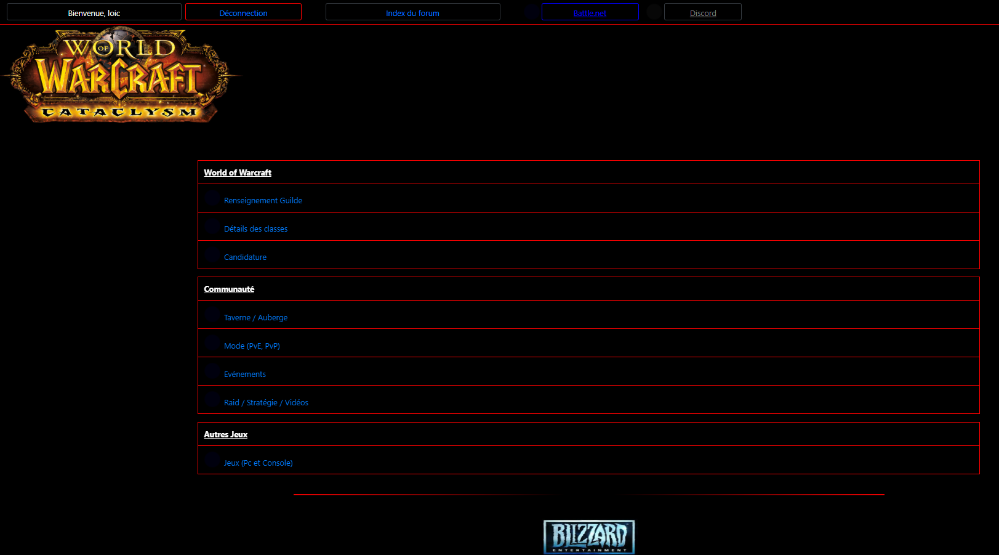 Bienvenue, loic
Déconnection
Index du forum
Battle.net
Discord
WORLD OF WARCRAFT
CATACLYSM
World of Warcraft
Renseignement Guilde
Détails des classes
Candidature
Communauté
Taverne / Auberge
Mode (PvE, PvP)
Evénements
Raid / Stratégie / Vidéos
Autres Jeux
Jeux (Pc et Console)
BLIZZARD
ENTERTAINMENT